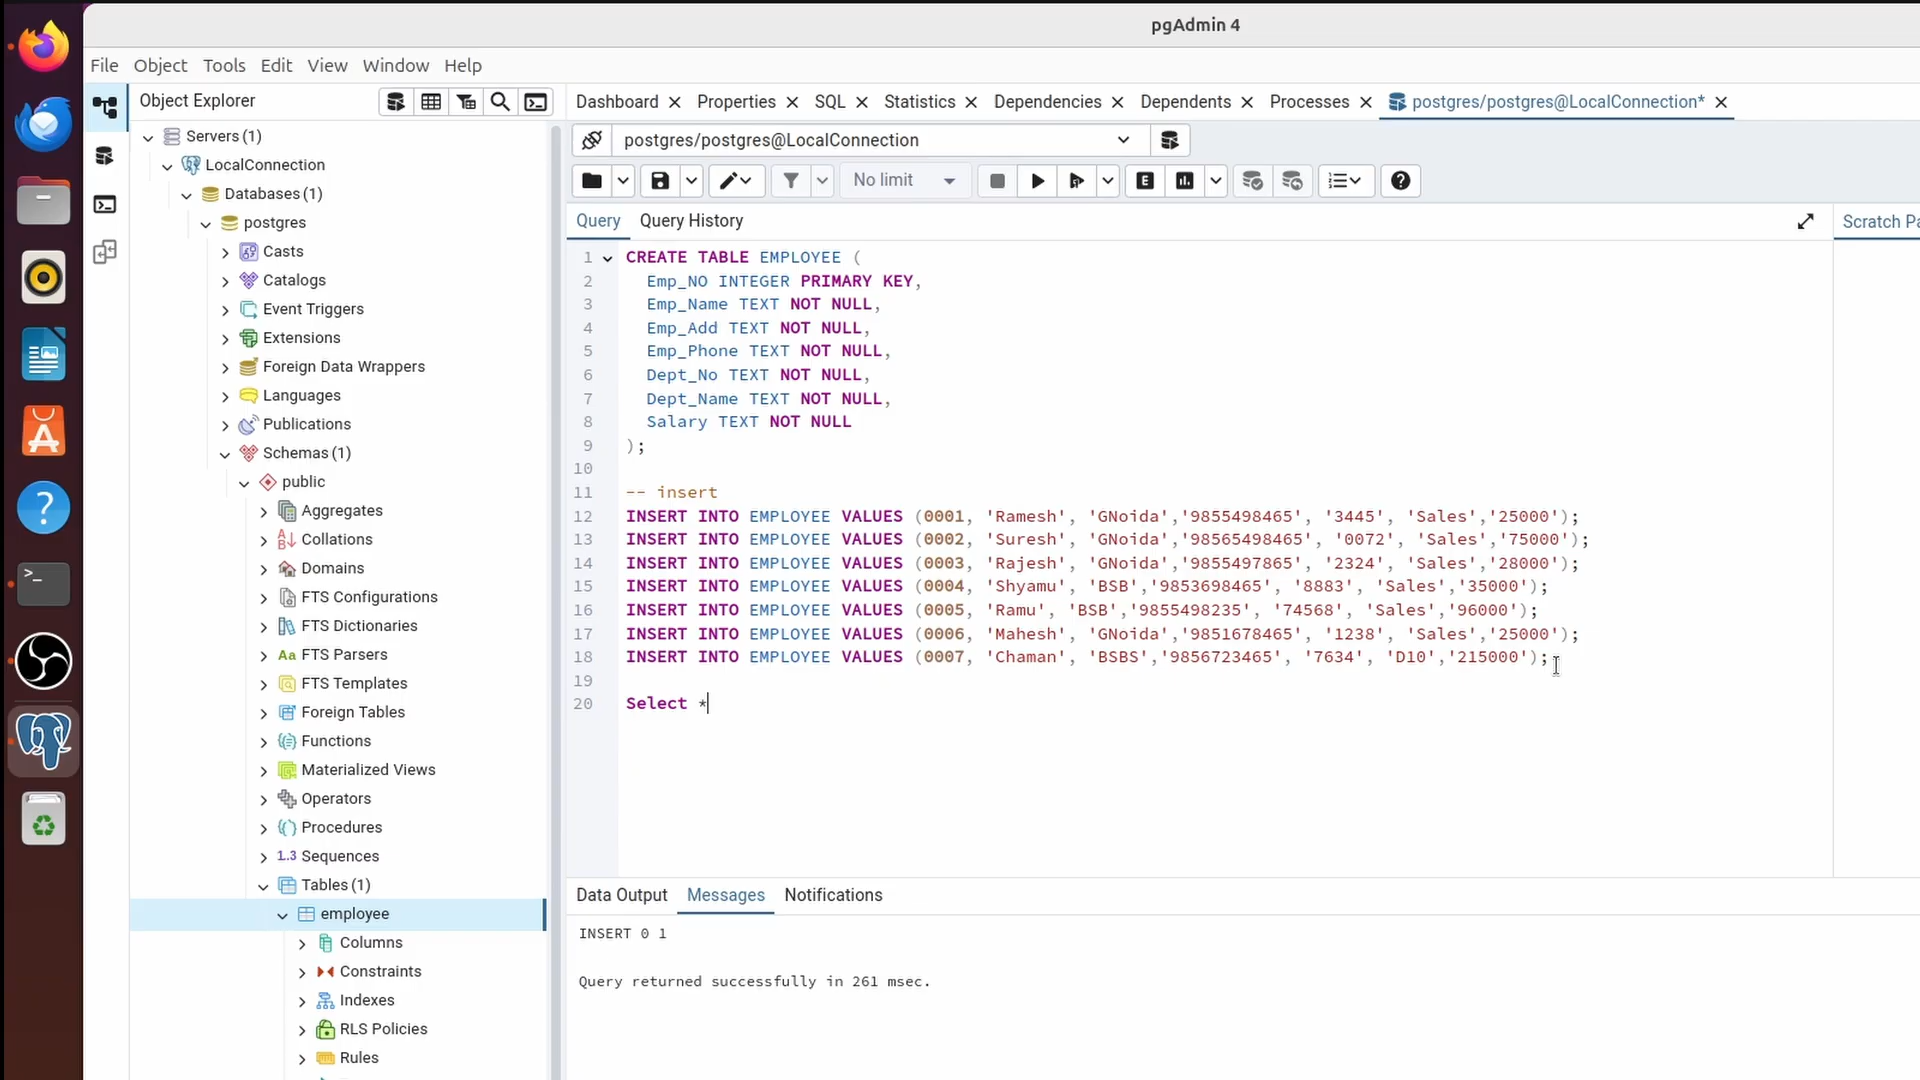 pgAdmin 4
File Object Tools Edit View Window Help
Object Explorer
Dashboard Properties SQL Statistics Dependencies Dependents Processes postgres/postgres@LocalConnection*
Servers (1)
LocalConnection
Databases (1)
postgres
Casts
Catalogs
Event Triggers
Extensions
Foreign Data Wrappers
Languages
Publications
Schemas (1)
public
Aggregates
Collations
Domains
FTS Configurations
FTS Dictionaries
Aa FTS Parsers
FTS Templates
Foreign Tables
Functions
Materialized Views
Operators
Procedures
1.3 Sequences
Tables (1)
employee
Columns
Constraints
Indexes
RLS Policies
Rules
postgres/postgres@LocalConnection
No limit
E
Query Query History
Scratch Pa
1 CREATE TABLE EMPLOYEE (
2 Emp_NO INTEGER PRIMARY KEY,
3 Emp_Name TEXT NOT NULL,
4 Emp_Add TEXT NOT NULL,
5 Emp_Phone TEXT NOT NULL,
6 Dept_No TEXT NOT NULL,
7 Dept_Name TEXT NOT NULL,
8 Salary TEXT NOT NULL
9 );
10
11 -- insert
12 INSERT INTO EMPLOYEE VALUES (0001, 'Ramesh', 'GNoida','9855498465', '3445', 'Sales','25000');
13 INSERT INTO EMPLOYEE VALUES (0002, 'Suresh', 'GNoida','98565498465', '0072', 'Sales','75000');
14 INSERT INTO EMPLOYEE VALUES (0003, 'Rajesh', 'GNoida','9855497865', '2324', 'Sales','28000');
15 INSERT INTO EMPLOYEE VALUES (0004, 'Shyamu', 'BSB','9853698465', '8883', 'Sales','35000');
16 INSERT INTO EMPLOYEE VALUES (0005, 'Ramu', 'BSB','9855498235', '74568', 'Sales','96000');
17 INSERT INTO EMPLOYEE VALUES (0006, 'Mahesh', 'GNoida','9851678465', '1238', 'Sales','25000');
18 INSERT INTO EMPLOYEE VALUES (0007, 'Chaman', 'BSBS','9856723465', '7634', 'D10','215000');
19
20 Select *
Data Output Messages Notifications
INSERT 0 1
Query returned successfully in 261 msec.